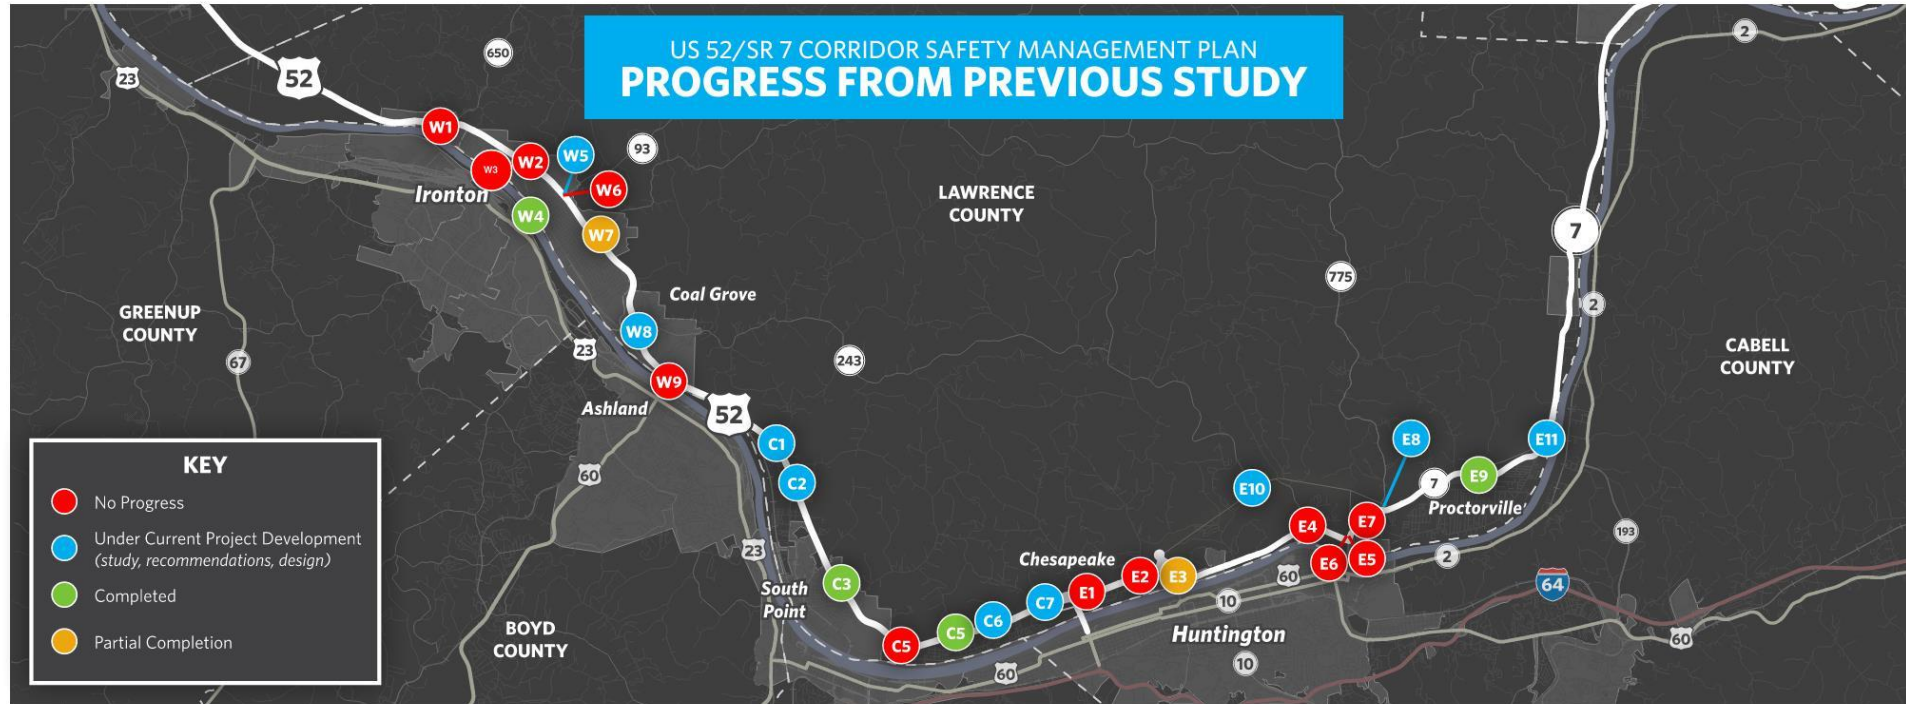 US 52/SR 7 CORRIDOR SAFETY MANAGEMENT PLAN
PROGRESS FROM PREVIOUS STUDY
52
23
650
W1
W2
W3
W5
93
W6
Ironton
W4
W7
LAWRENCE
COUNTY
2
7
775
2
Coal Grove
GREENUP
COUNTY
W8
23
67
243
CABELL
COUNTY
W9
Ashland
52
C1
C2
60
23
E8
E11
E10
E9
7
Proctorville
E4
E7
E6
E5
2
193
Chesapeake
E2
E3
60
64
South
Point
C3
C7
E1
10
C6
C5
C5
BOYD
COUNTY
Huntington
60
10
60
KEY
No Progress
Under Current Project Development
(study, recommendations, design)
Completed
Partial Completion